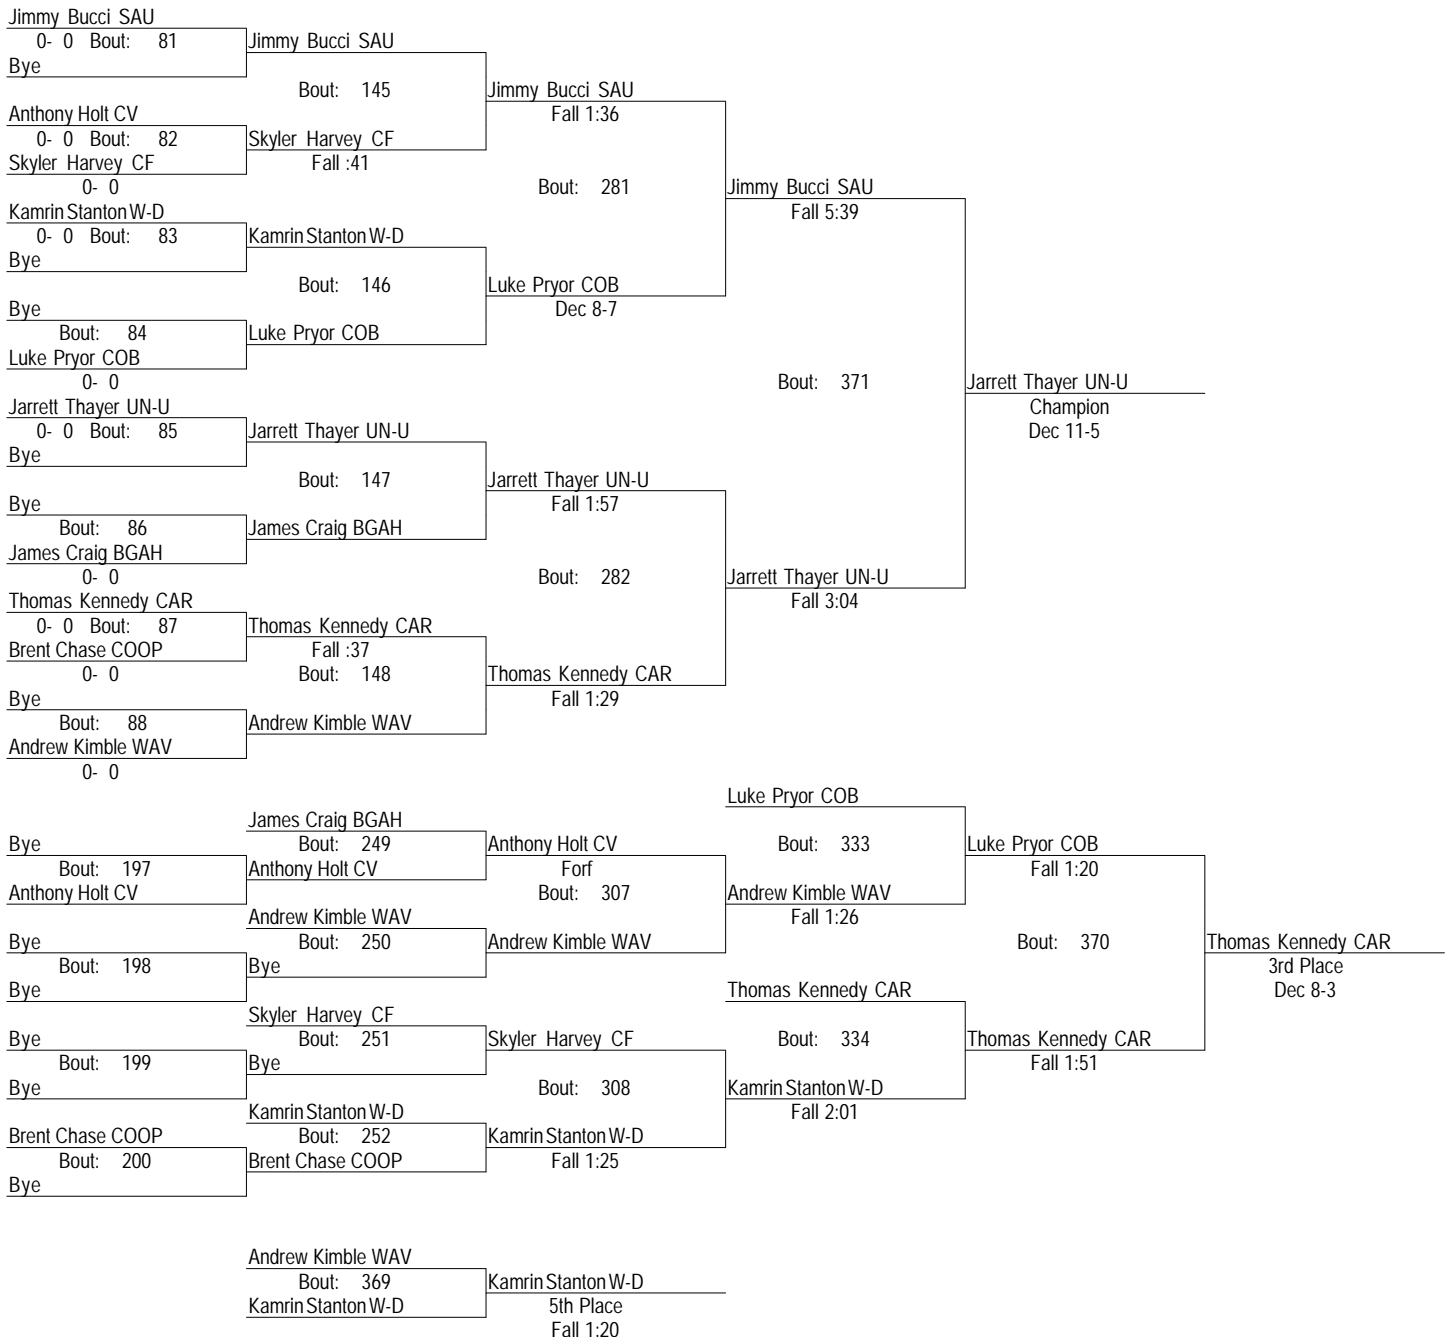 Jimmy Bucci SAU
0- 0 Bout: 81 Jimmy Bucci SAU
Bye
Bout: 145 Jimmy Bucci SAU
Anthony Holt CV Fall 1:36
0- 0 Bout: 82 Skyler Harvey CF
Skyler Harvey CF Fall :41
0- 0 Bout: 281 Jimmy Bucci SAU
Kamrin Stanton W-D Fall 5:39
0- 0 Bout: 83 Kamrin Stanton W-D
Bye
Bout: 146 Luke Pryor COB
Bye Dec 8-7
Bout: 84 Luke Pryor COB
Luke Pryor COB
0- 0 Bout: 371 Jarrett Thayer UN-U
Jarrett Thayer UN-U Champion
0- 0 Bout: 85 Jarrett Thayer UN-U Dec 11-5
Bye
Bout: 147 Jarrett Thayer UN-U
Bye Fall 1:57
Bout: 86 James Craig BGAH
James Craig BGAH
0- 0 Bout: 282 Jarrett Thayer UN-U
Thomas Kennedy CAR Fall 3:04
0- 0 Bout: 87 Thomas Kennedy CAR
Brent Chase COOP Fall :37
0- 0 Bout: 148 Thomas Kennedy CAR
Bye Fall 1:29
Bout: 88 Andrew Kimble WAV
Andrew Kimble WAV
0- 0
Luke Pryor COB
James Craig BGAH
Bye Bout: 249 Anthony Holt CV Bout: 333 Luke Pryor COB
Bout: 197 Anthony Holt CV Forf Fall 1:20
Anthony Holt CV Bout: 307 Andrew Kimble WAV
Andrew Kimble WAV Fall 1:26
Bye Bout: 250 Andrew Kimble WAV Bout: 370 Thomas Kennedy CAR
Bout: 198 Bye 3rd Place
Bye Thomas Kennedy CAR Dec 8-3
Skyler Harvey CF
Bye Bout: 251 Skyler Harvey CF Bout: 334 Thomas Kennedy CAR
Bout: 199 Bye Fall 1:51
Bye Bout: 308 Kamrin Stanton W-D
Kamrin Stanton W-D Fall 2:01
Brent Chase COOP Bout: 252 Kamrin Stanton W-D
Bout: 200 Brent Chase COOP Fall 1:25
Bye
Andrew Kimble WAV
Bout: 369 Kamrin Stanton W-D
Kamrin Stanton W-D 5th Place
Fall 1:20